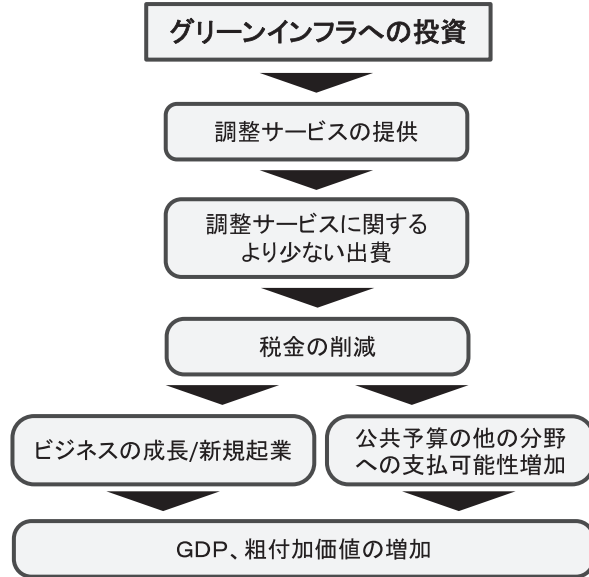 グリーンインフラへの投資
調整サービスの提供
調整サービスに関する
より少ない出費
税金の削減
ビジネスの成長/新規起業
公共予算の他の分野
への支払可能性増加
GDP、粗付加価値の増加